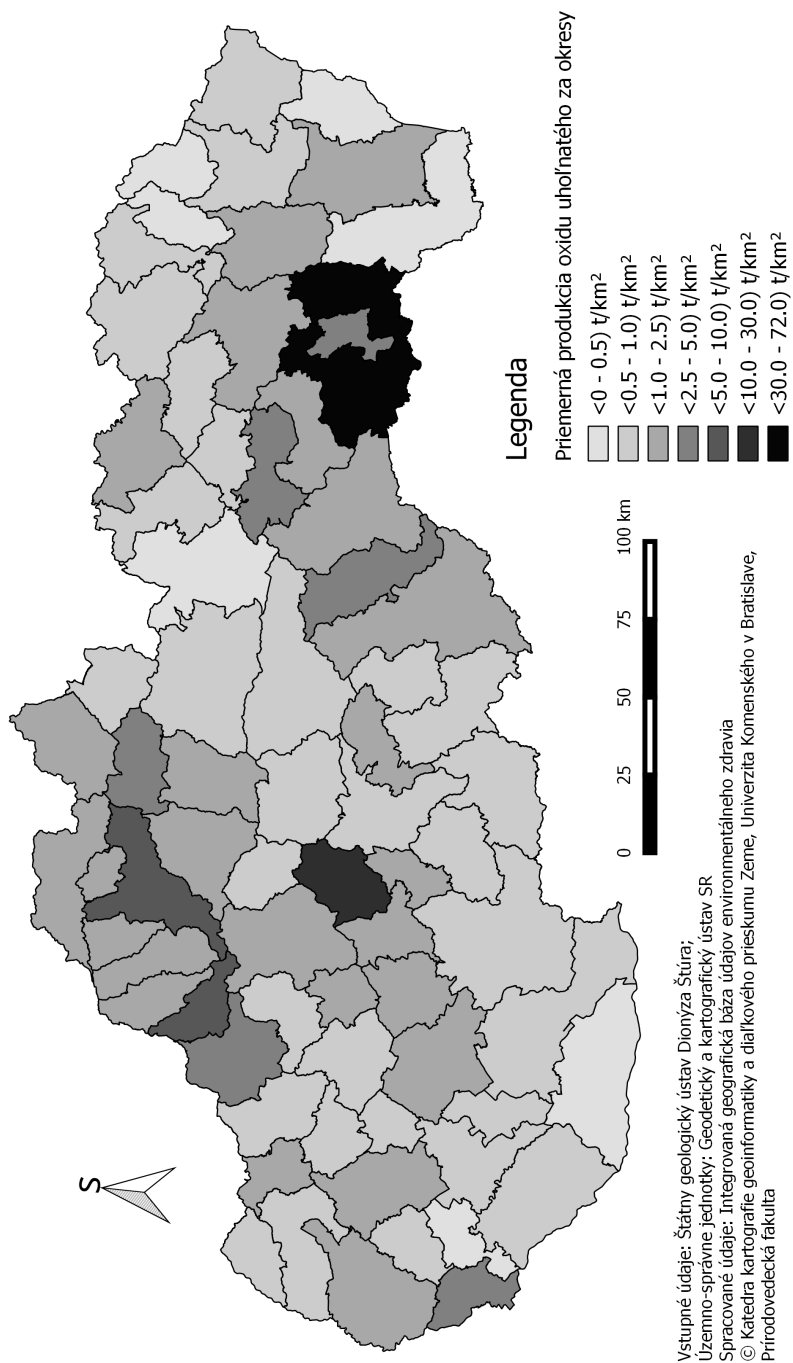 S
Legenda
Priemerná produkcia oxidu uhoľnatého za okresy
<0 - 0.5) t/km²
<0.5 - 1.0) t/km²
<1.0 - 2.5) t/km²
<2.5 - 5.0) t/km²
<5.0 - 10.0) t/km²
<10.0 - 30.0) t/km²
<30.0 - 72.0) t/km²
0 25 50 75 100 km
Vstupné údaje: Štátny geologický ústav Dionýza Štúra;
Územno-správne jednotky: Geodetický a kartografický ústav SR
Spracované údaje: Integrovaná geografická báza údajov environmentálneho zdravia
© Katedra kartografie geoinformatiky a diaľkového prieskumu Zeme, Univerzita Komenského v Bratislave,
Prírodovedecká fakulta